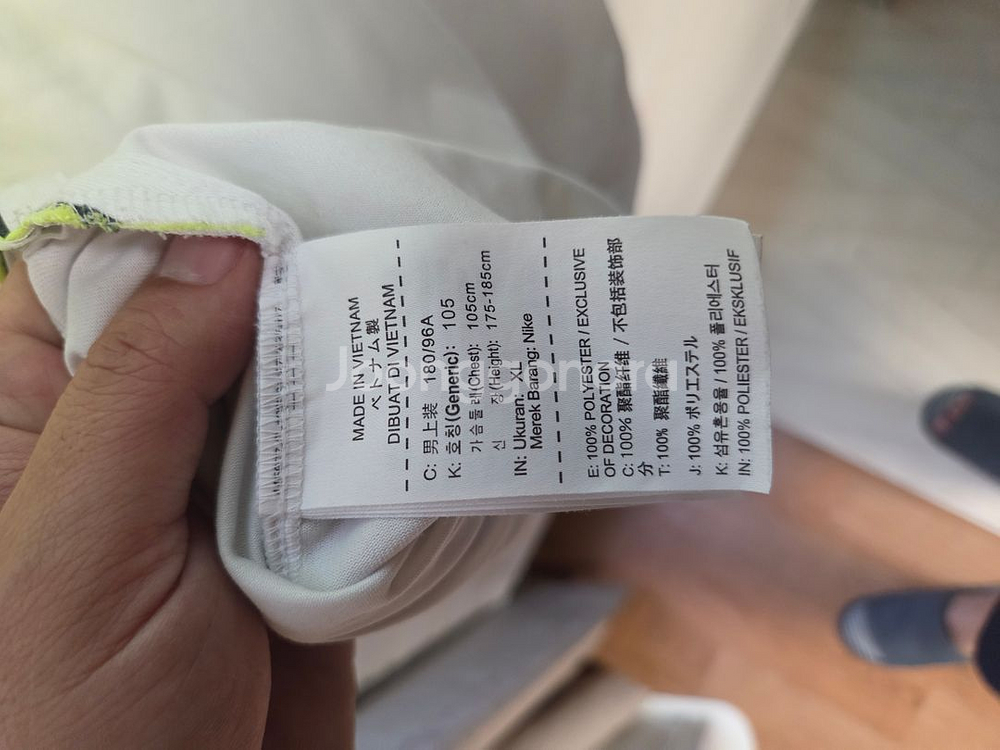 MADE IN VIETNAM
ベトナム製
DIBUAT DI VIETNAM
C: 男上装 180/96A
K: 호칭(Generic): 105
가슴둘레(Chest): 105cm
신 장(Height): 175-185cm
IN: Ukuran: XL
Merek Barang: Nike
E: 100% POLYESTER / EXCLUSIVE
OF DECORATION
C: 100% 聚酯纤维 / 不包括装饰部
分
T: 100% 聚酯纖維
J: 100% ポリエステル
K: 섬유혼용율 / 100% 폴리에스터
IN: 100% POLIESTER / EKSKLUSIF